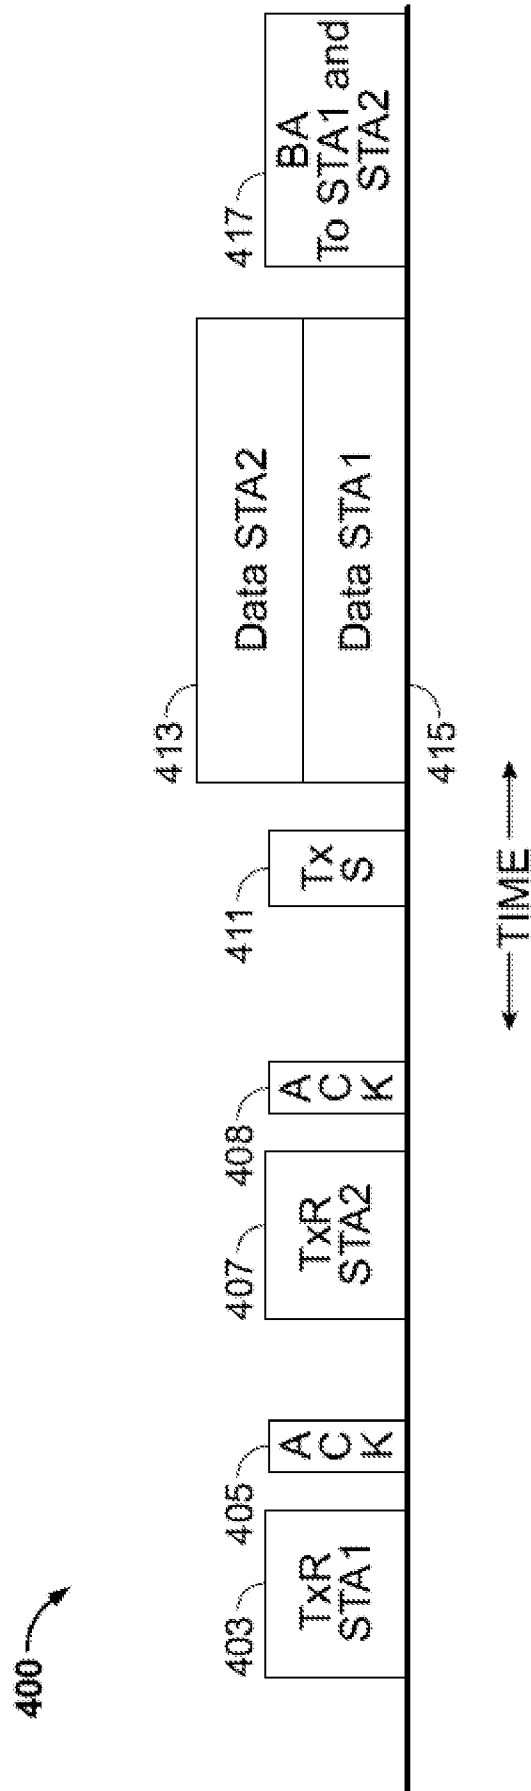 400
403
TxR
STA1
405
A
C
K
407
TxR
STA2
408
A
C
K
411
Tx
S
413
Data STA2
Data STA1
415
417
BA
To STA1 and
STA2
TIME